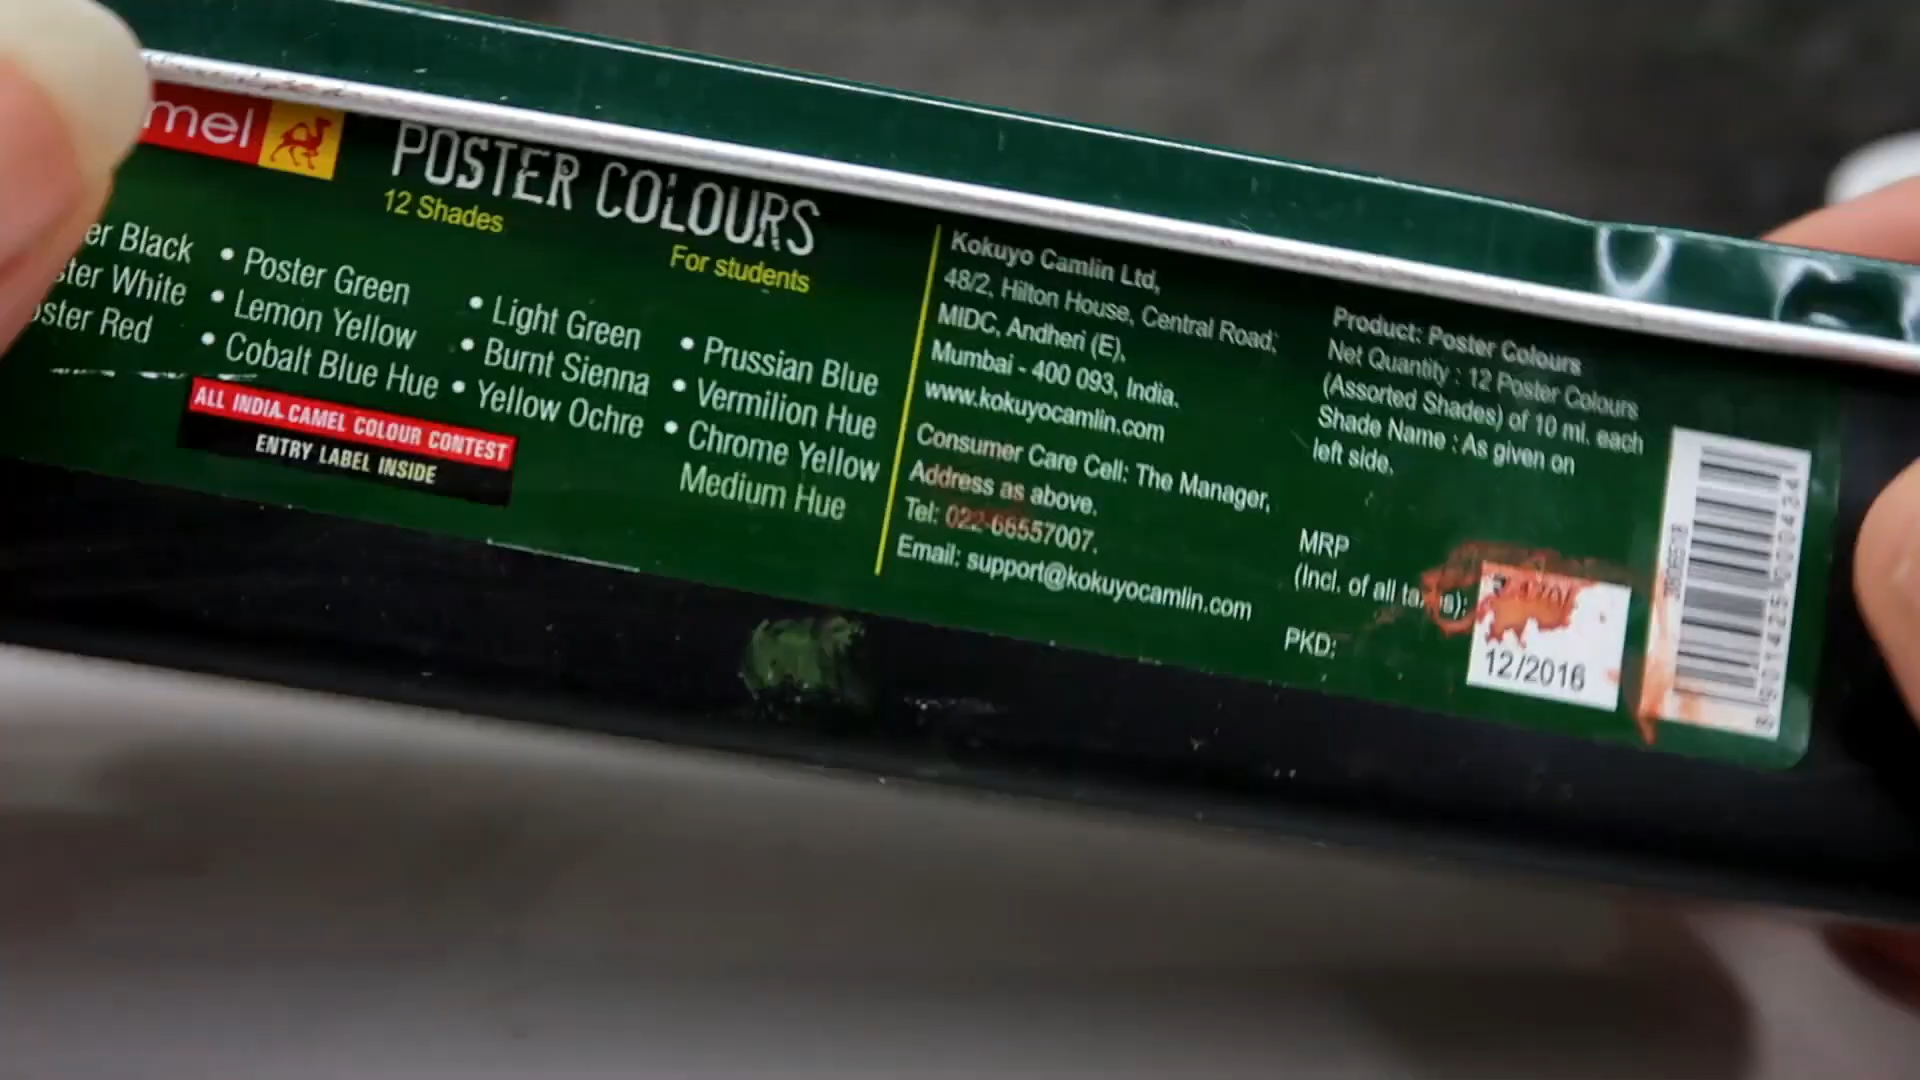 mel
POSTER COLOURS
12 Shades
For students
er Black
ster White
oster Red
• Poster Green
• Lemon Yellow
• Cobalt Blue Hue
• Light Green
• Burnt Sienna
• Yellow Ochre
• Prussian Blue
• Vermilion Hue
• Chrome Yellow
Medium Hue
ALL INDIA CAMEL COLOUR CONTEST
ENTRY LABEL INSIDE
Kokuyo Camlin Ltd,
48/2, Hilton House, Central Road,
MIDC, Andheri (E),
Mumbai - 400 093, India.
www.kokuyocamlin.com
Consumer Care Cell: The Manager,
Address as above.
Tel: 022-66557007.
Email: support@kokuyocamlin.com
Product: Poster Colours
Net Quantity : 12 Poster Colours
(Assorted Shades) of 10 ml. each
Shade Name : As given on
left side.
MRP
(Incl. of all
PKD:
12/2016